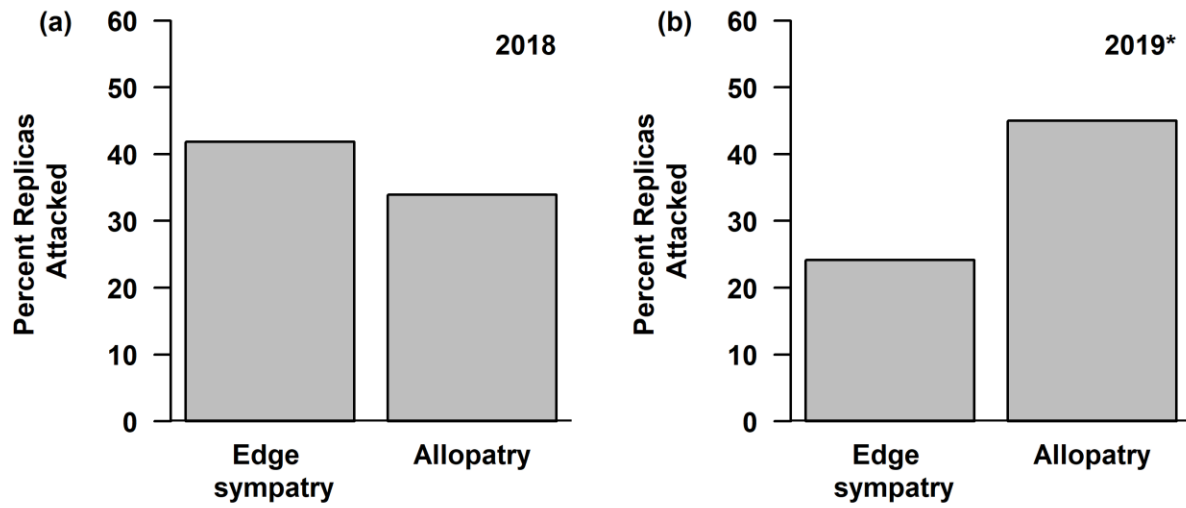 (a)
2018
60
50
40
30
20
10
0
Percent Replicas
Attacked
Edge
sympatry
Allopatry
(b)
2019*
60
50
40
30
20
10
0
Percent Replicas
Attacked
Edge
sympatry
Allopatry